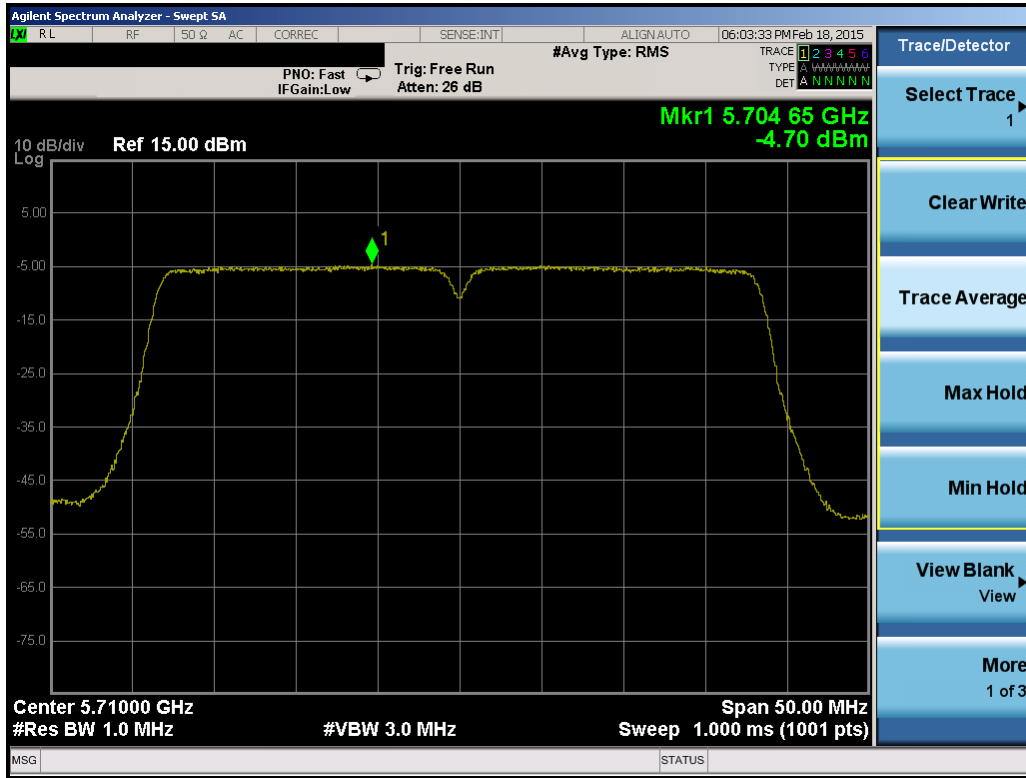 Agilent Spectrum Analyzer - Swept SA
LXI RL RF 50 Ω AC CORREC SENSE:INT ALIGNAUTO 06:03:33 PM Feb 18, 2015
Trace/Detector
#Avg Type: RMS
TRACE 1 2 3 4 5 6
PNO: Fast Trig: Free Run
TYPE A WWWWW
IFGain:Low Atten: 26 dB
DET A N N N N N
Select Trace
1
Mkr1 5.704 65 GHz
-4.70 dBm
10 dB/div Ref 15.00 dBm
Log
Clear Write
5.00
1
-5.00
Trace Average
-15.0
-25.0
Max Hold
-35.0
-45.0
Min Hold
-55.0
View Blank
View
-65.0
-75.0
More
1 of 3
Center 5.71000 GHz Span 50.00 MHz
#Res BW 1.0 MHz #VBW 3.0 MHz Sweep 1.000 ms (1001 pts)
MSG STATUS